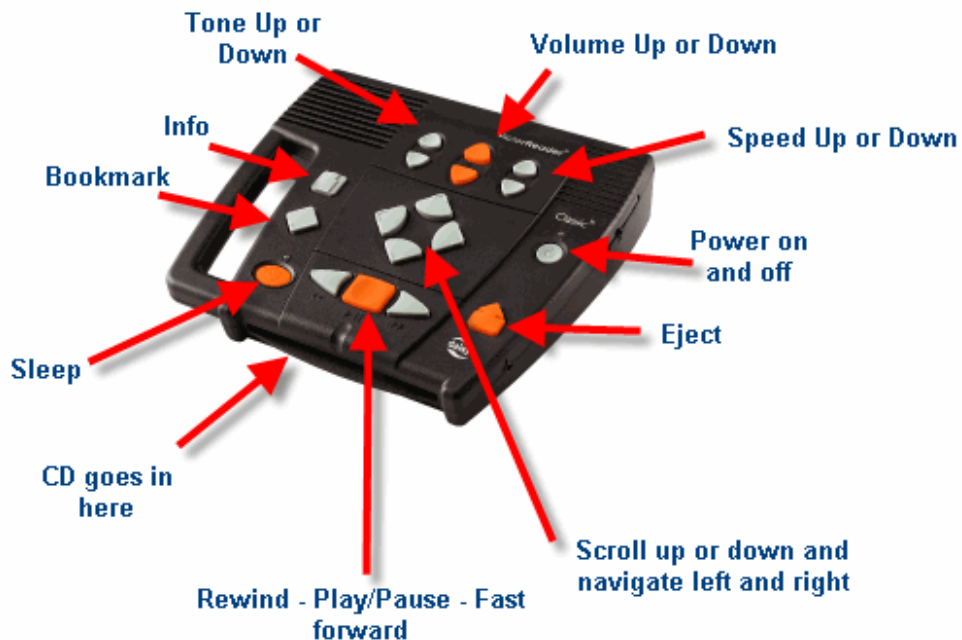 Tone Up or
Down
Volume Up or Down
Info
Speed Up or Down
Bookmark
Classic
Power on
and off
Eject
Sleep
CD goes in
here
Scroll up or down and
navigate left and right
Rewind - Play/Pause - Fast
forward